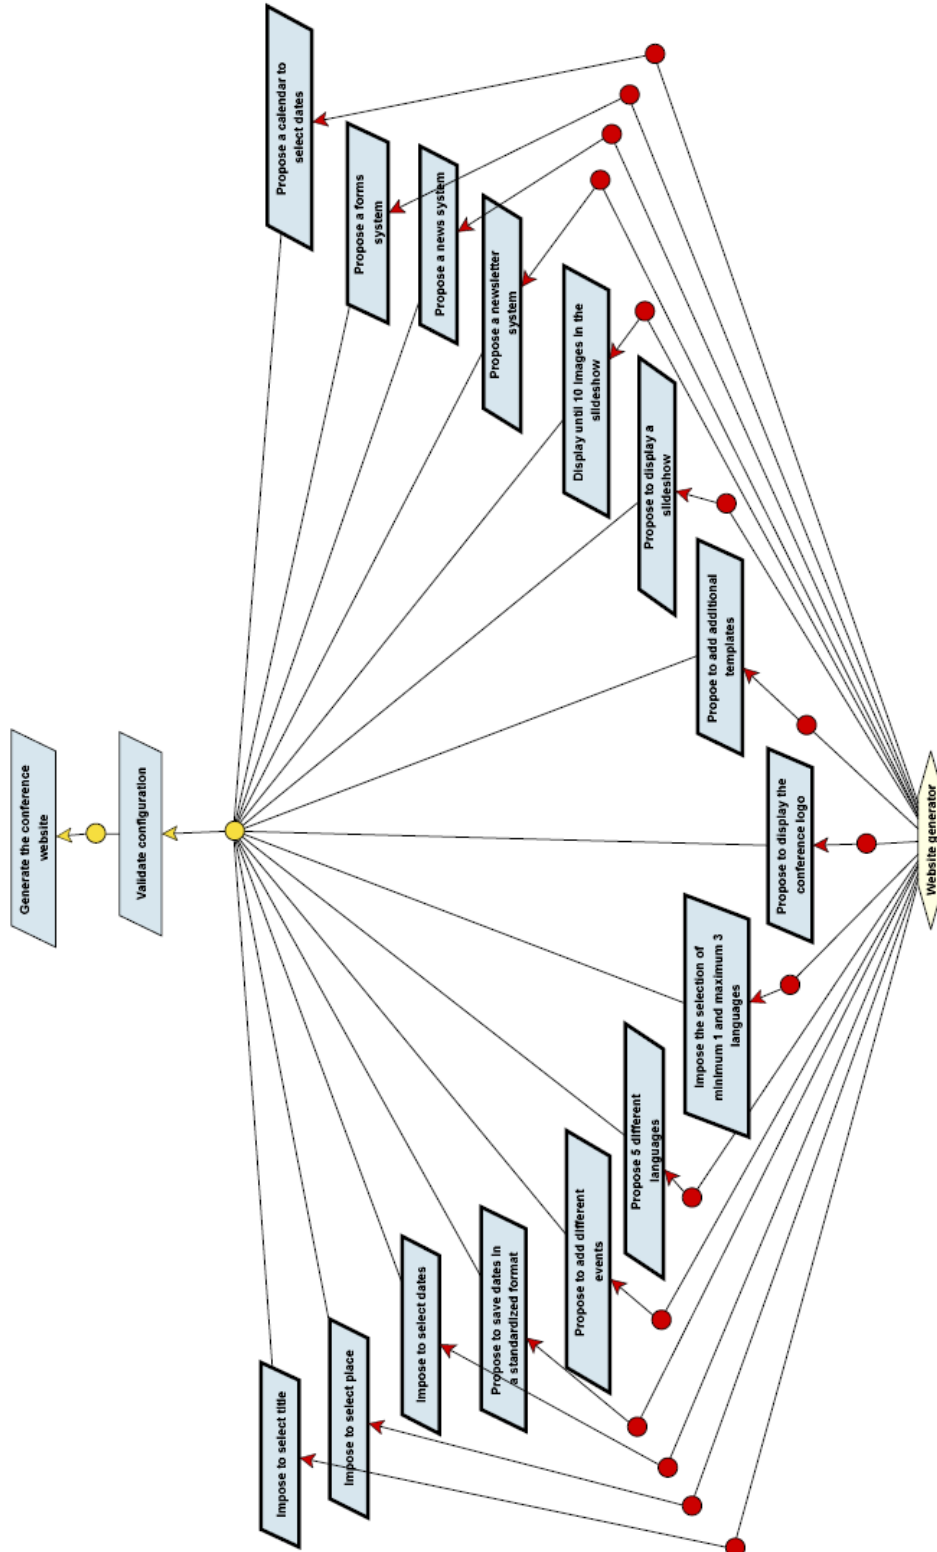 Generate the conference
website
Validate configuration
Propose a calendar to
select dates
Propose a forms
system
Propose a news system
Propose a newsletter
system
Display until 10 images in the
slideshow
Propose to display a
slideshow
Propoe to add additional
templates
Propose to display the
conference logo
Impose the selection of
minimum 1 and maximum 3
languages
Propose 5 different
languages
Propose to add different
events
Propose to save dates in
a standardized format
Impose to select dates
Impose to select place
Impose to select title
Website generator